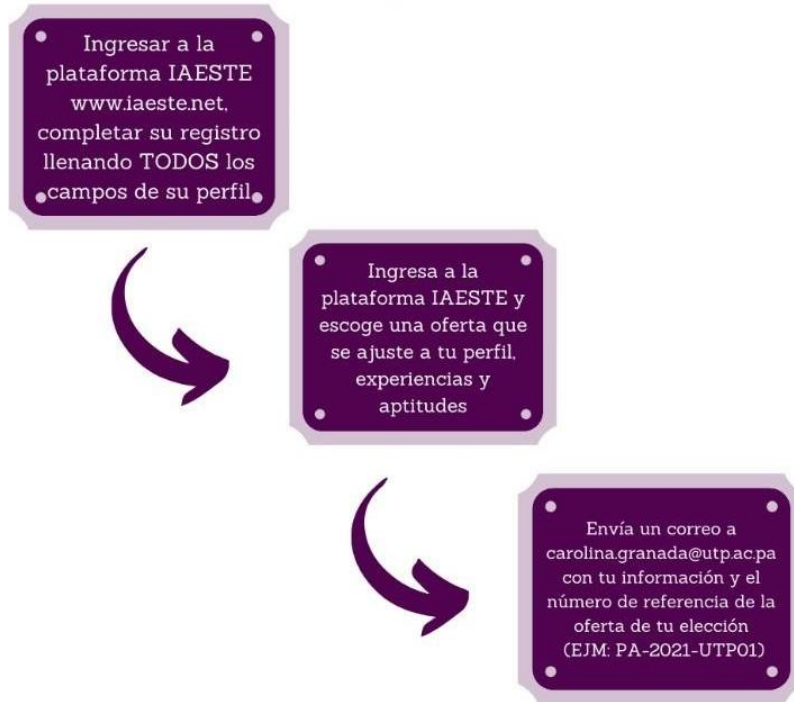 Ingresar a la
plataforma IAESTE
www.iaeste.net,
completar su registro
llenando TODOS los
campos de su perfil
Ingresa a la
plataforma IAESTE y
escoge una oferta que
se ajuste a tu perfil,
experiencias y
aptitudes
Envía un correo a
carolina.granada@utp.ac.pa
con tu información y el
número de referencia de la
oferta de tu elección
(EJM: PA-2021-UTP01)